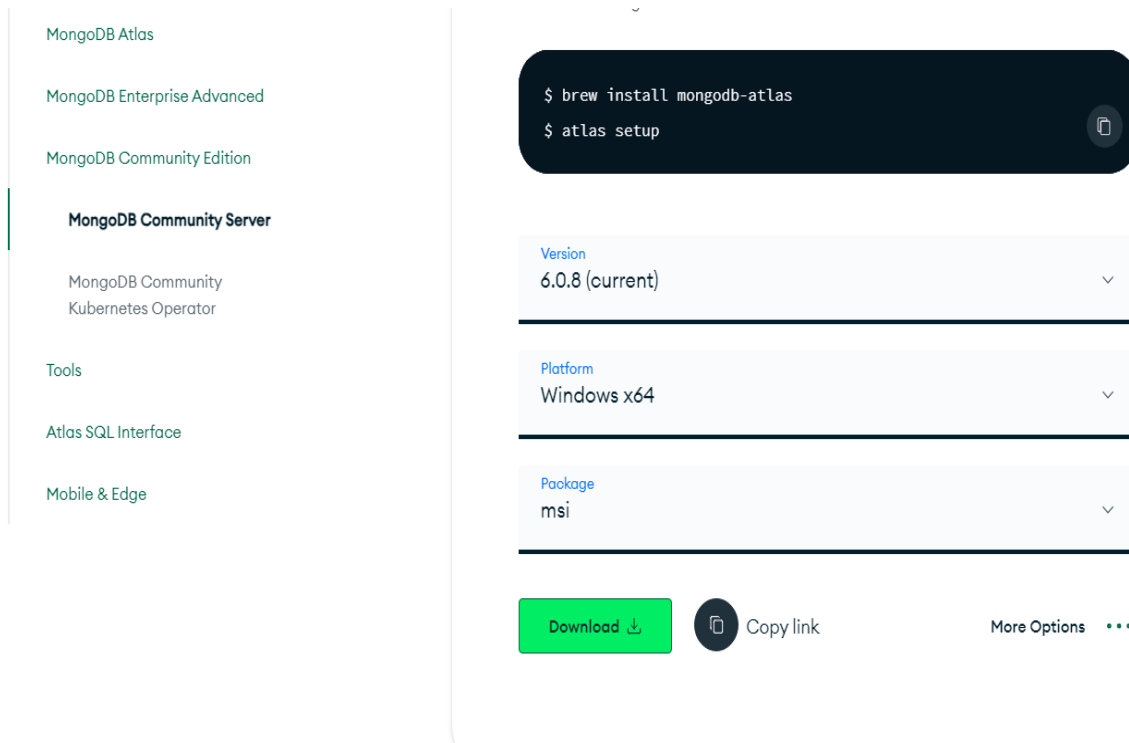 MongoDB Atlas
MongoDB Enterprise Advanced
MongoDB Community Edition
MongoDB Community Server
MongoDB Community
Kubernetes Operator
Tools
Atlas SQL Interface
Mobile & Edge
$ brew install mongodb-atlas
$ atlas setup
Version
6.0.8 (current)
Platform
Windows x64
Package
msi
Download
Copy link
More Options